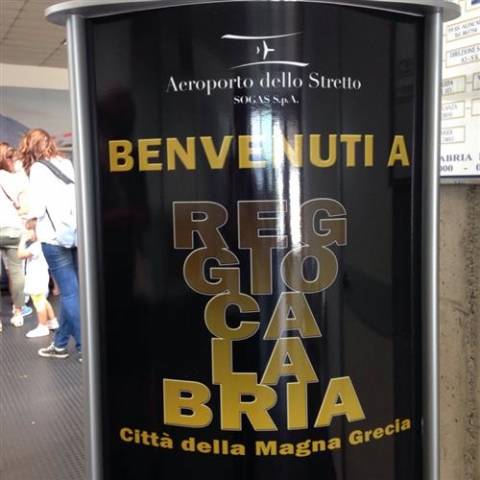 Aeroporto dello Stretto
SOGAS S.p.A.
BENVENUTI A
REG
GIO
CA
LA
BRIA
Città della Magna Grecia